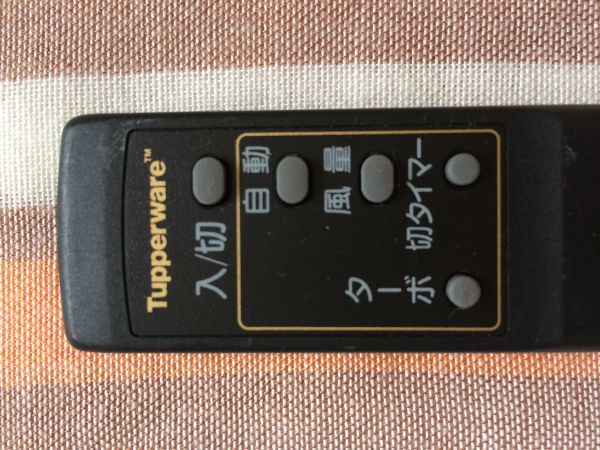 Tupperware™
入/切
自動
風量
切タイマー
ターボ